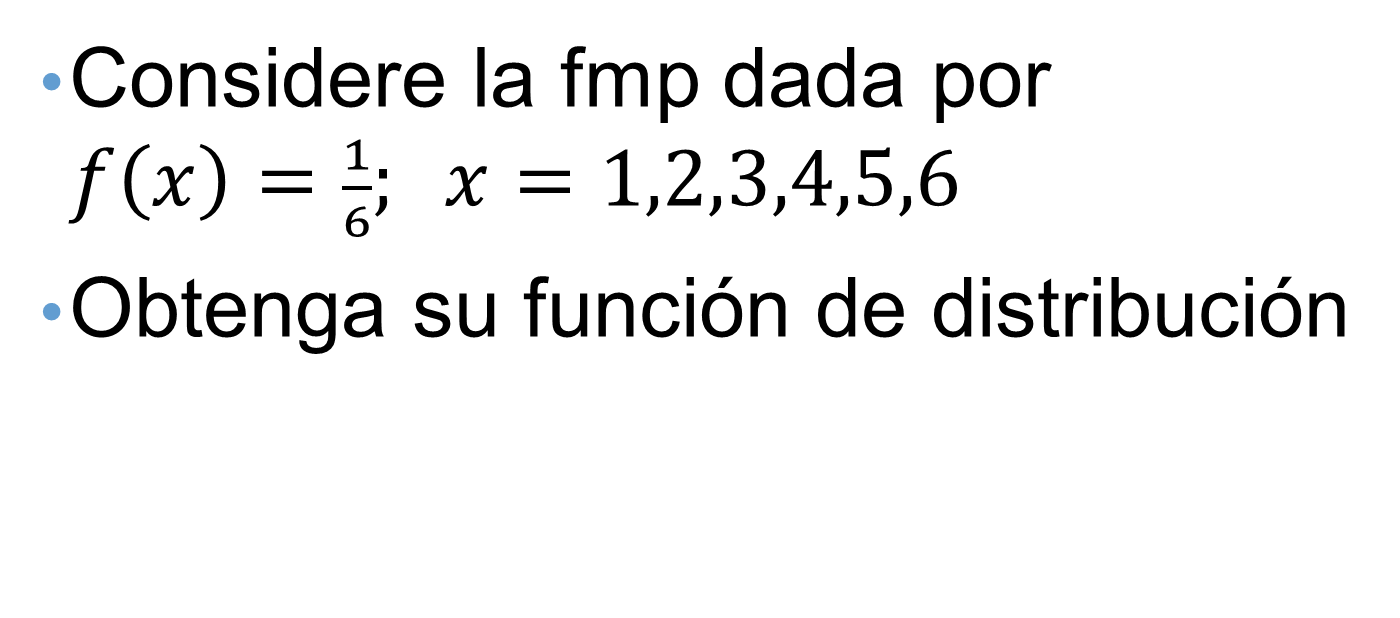 •Considere la fmp dada por
f(x) = 1/6; x = 1,2,3,4,5,6
•Obtenga su función de distribución